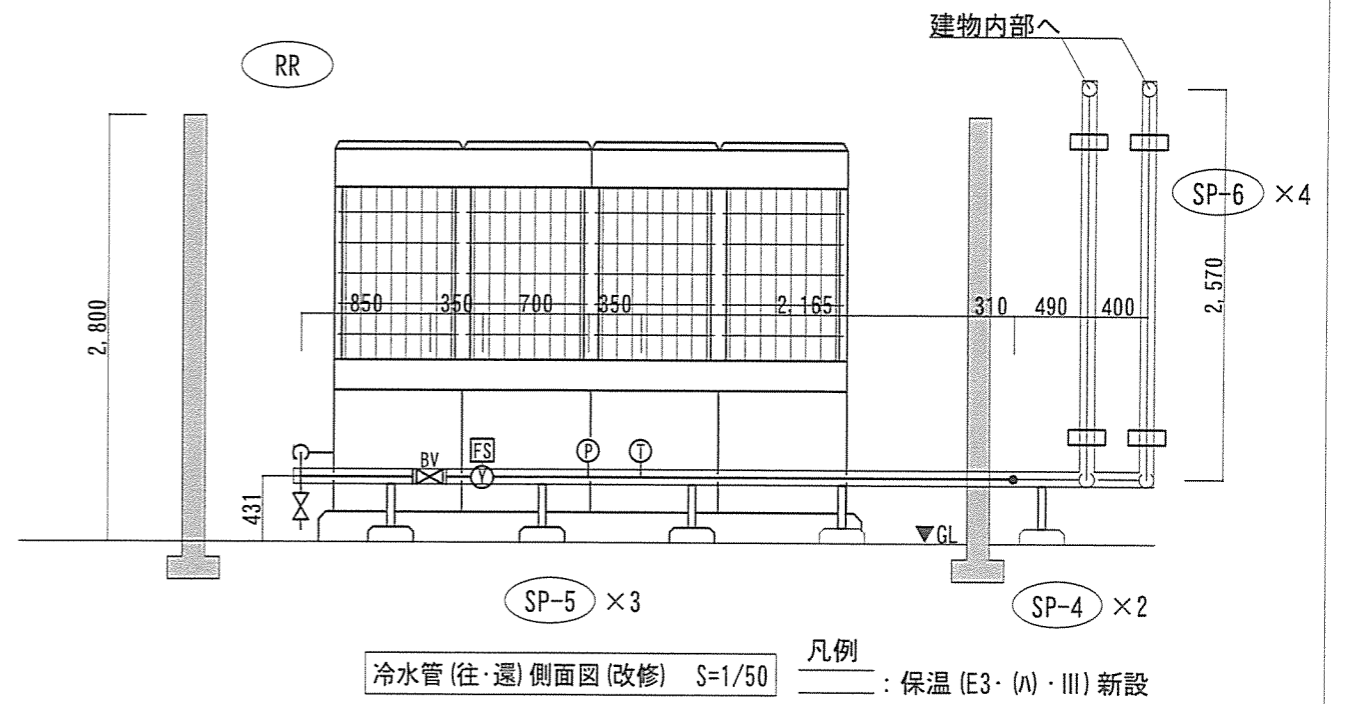 建物内部へ
RR
SP-6 ×4
2,800
2,570
850 350 700 350 2,165 310 490 400
BV FS P T
Y
431
GL
SP-5 ×3
SP-4 ×2
冷水管(往・還)側面図(改修) S=1/50
凡例
:保温(E3・(ハ)・III)新設